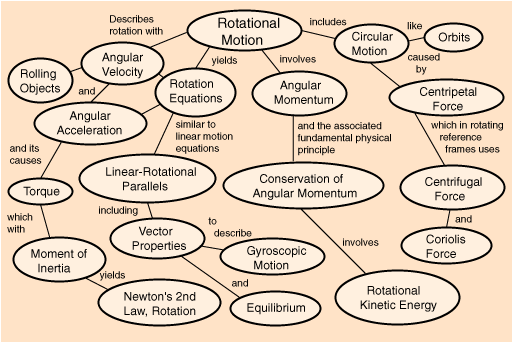 Rotational
Motion
Describes
rotation with
includes
like
Orbits
Circular
Motion
Angular
Velocity
yields
involves
caused
by
Rolling
Objects
and
Rotation
Equations
Angular
Momentum
Centripetal
Force
Angular
Acceleration
similar to
linear motion
equations
and the associated
fundamental physical
principle
which in rotating
reference
frames uses
and its
causes
Linear-Rotational
Parallels
Conservation of
Angular Momentum
Centrifugal
Force
Torque
including
which
with
to
describe
and
Vector
Properties
Coriolis
Force
Moment of
Inertia
Gyroscopic
Motion
involves
yields
and
Newton's 2nd
Law, Rotation
Equilibrium
Rotational
Kinetic Energy